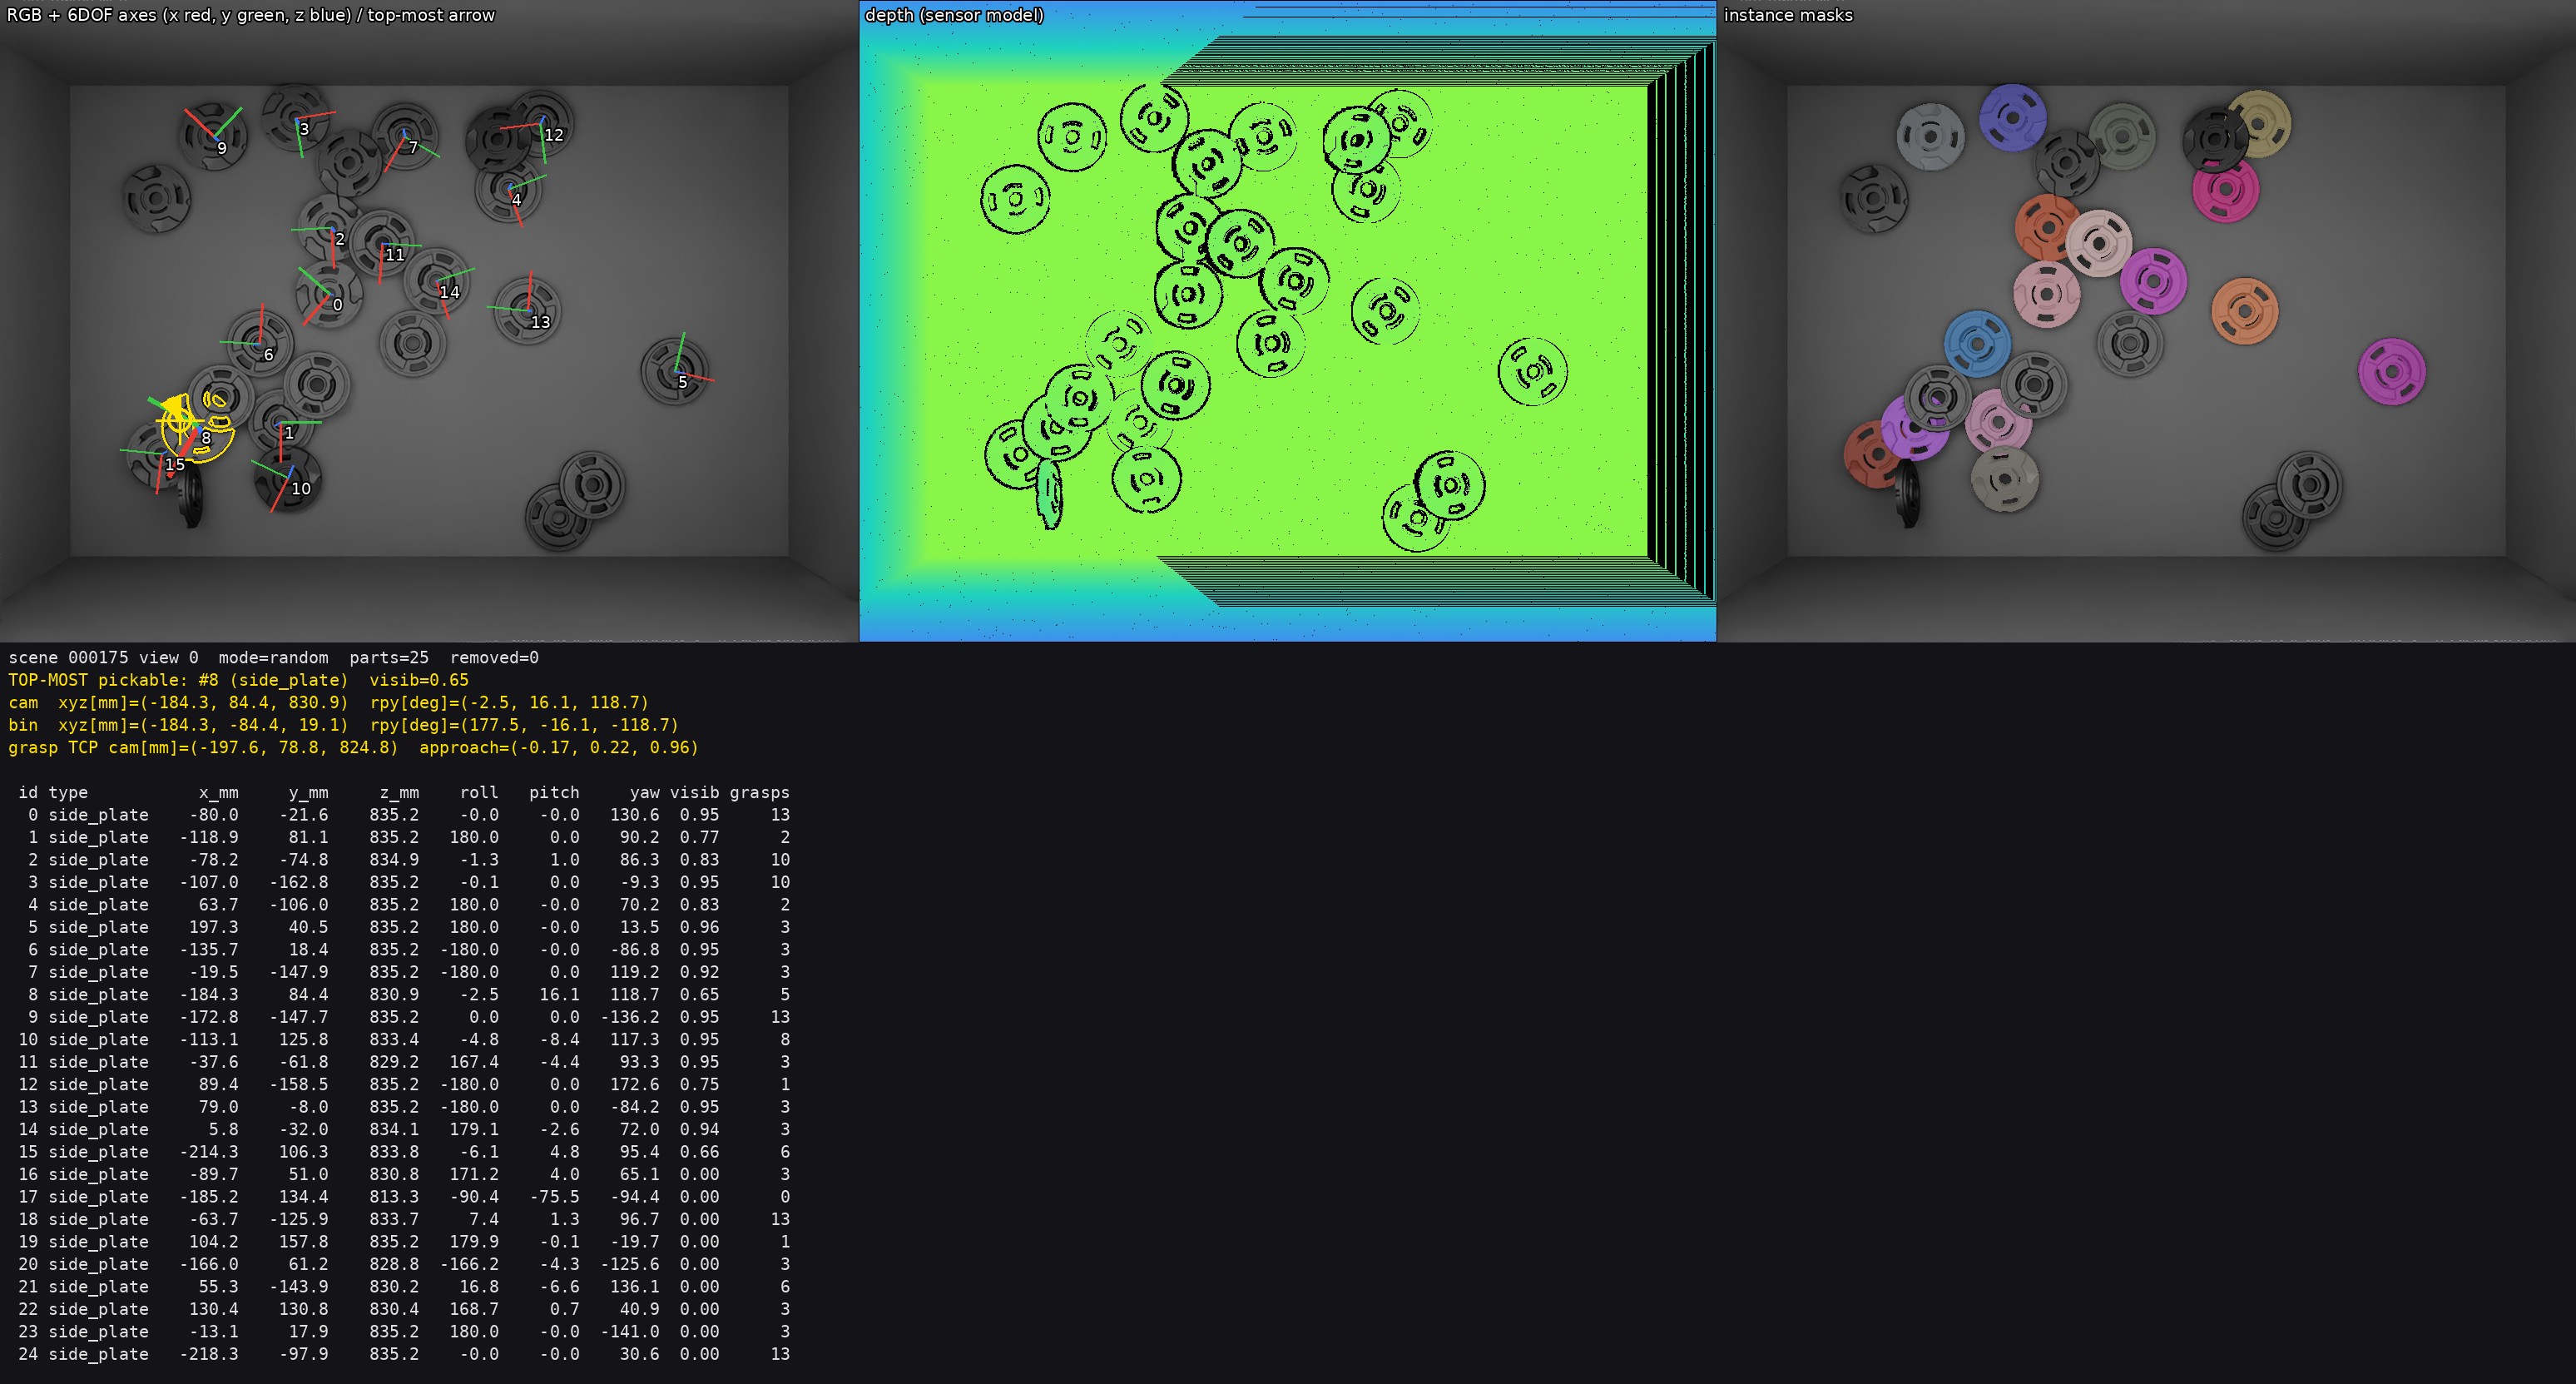 RGB + 6DOF axes (x red, y green, z blue) / top-most arrow
depth (sensor model)
instance masks
9
3
7
12
4
2
11
14
0
13
6
5
8
1
15
10
scene 000175 view 0  mode=random  parts=25  removed=0
TOP-MOST pickable: #8 (side_plate)  visib=0.65
cam  xyz[mm]=(-184.3, 84.4, 830.9)  rpy[deg]=(-2.5, 16.1, 118.7)
bin  xyz[mm]=(-184.3, -84.4, 19.1)  rpy[deg]=(177.5, -16.1, -118.7)
grasp TCP cam[mm]=(-197.6, 78.8, 824.8)  approach=(-0.17, 0.22, 0.96)
id type x_mm y_mm z_mm roll pitch yaw visib grasps
0 side_plate -80.0 -21.6 835.2 -0.0 -0.0 130.6 0.95 13
1 side_plate -118.9 81.1 835.2 180.0 0.0 90.2 0.77 2
2 side_plate -78.2 -74.8 834.9 -1.3 1.0 86.3 0.83 10
3 side_plate -107.0 -162.8 835.2 -0.1 0.0 -9.3 0.95 10
4 side_plate 63.7 -106.0 835.2 180.0 -0.0 70.2 0.83 2
5 side_plate 197.3 40.5 835.2 180.0 -0.0 13.5 0.96 3
6 side_plate -135.7 18.4 835.2 -180.0 -0.0 -86.8 0.95 3
7 side_plate -19.5 -147.9 835.2 -180.0 0.0 119.2 0.92 3
8 side_plate -184.3 84.4 830.9 -2.5 16.1 118.7 0.65 5
9 side_plate -172.8 -147.7 835.2 0.0 0.0 -136.2 0.95 13
10 side_plate -113.1 125.8 833.4 -4.8 -8.4 117.3 0.95 8
11 side_plate -37.6 -61.8 829.2 167.4 -4.4 93.3 0.95 3
12 side_plate 89.4 -158.5 835.2 -180.0 0.0 172.6 0.75 1
13 side_plate 79.0 -8.0 835.2 -180.0 0.0 -84.2 0.95 3
14 side_plate 5.8 -32.0 834.1 179.1 -2.6 72.0 0.94 3
15 side_plate -214.3 106.3 833.8 -6.1 4.8 95.4 0.66 6
16 side_plate -89.7 51.0 830.8 171.2 4.0 65.1 0.00 3
17 side_plate -185.2 134.4 813.3 -90.4 -75.5 -94.4 0.00 0
18 side_plate -63.7 -125.9 833.7 7.4 1.3 96.7 0.00 13
19 side_plate 104.2 157.8 835.2 179.9 -0.1 -19.7 0.00 1
20 side_plate -166.0 61.2 828.8 -166.2 -4.3 -125.6 0.00 3
21 side_plate 55.3 -143.9 830.2 16.8 -6.6 136.1 0.00 6
22 side_plate 130.4 130.8 830.4 168.7 0.7 40.9 0.00 3
23 side_plate -13.1 17.9 835.2 180.0 -0.0 -141.0 0.00 3
24 side_plate -218.3 -97.9 835.2 -0.0 -0.0 30.6 0.00 13